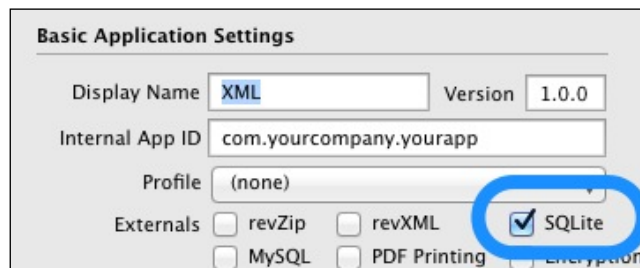 Basic Application Settings
Display Name XML Version 1.0.0
Internal App ID com.yourcompany.yourapp
Profile (none)
Externals revZip revXML SQLite
MySQL PDF Printing Encryption